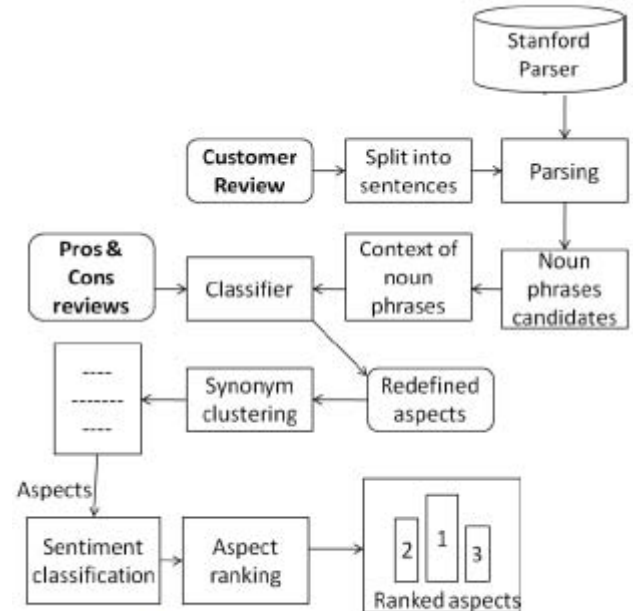 Stanford
Parser
Customer
Review
Split into
sentences
Parsing
Pros &
Cons
reviews
Classifier
Context of
noun
phrases
Noun
phrases
candidates
----
-------
----
Synonym
clustering
Redefined
aspects
Aspects
Sentiment
classification
Aspect
ranking
2
1
3
Ranked aspects